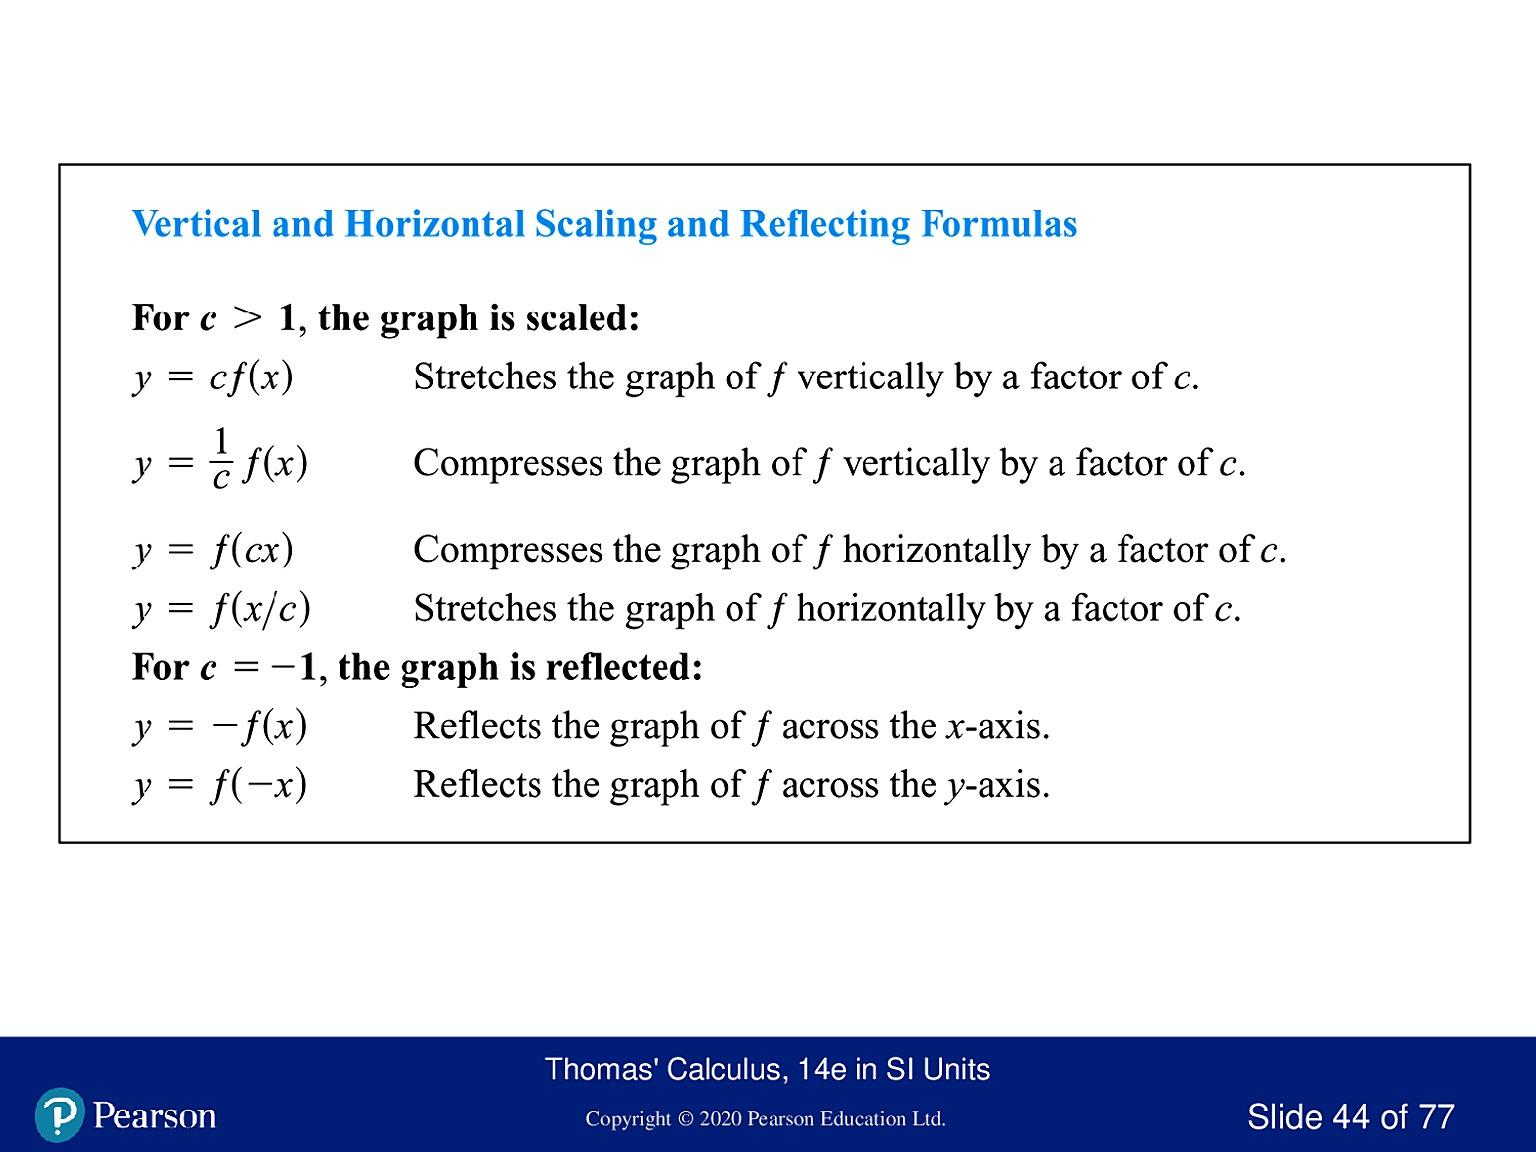 Vertical and Horizontal Scaling and Reflecting Formulas
For c > 1, the graph is scaled:
y = cf(x) Stretches the graph of f vertically by a factor of c.
y = 1/c f(x) Compresses the graph of f vertically by a factor of c.
y = f(cx) Compresses the graph of f horizontally by a factor of c.
y = f(x/c) Stretches the graph of f horizontally by a factor of c.
For c = −1, the graph is reflected:
y = −f(x) Reflects the graph of f across the x-axis.
y = f(−x) Reflects the graph of f across the y-axis.
Thomas' Calculus, 14e in SI Units
Pearson
Copyright © 2020 Pearson Education Ltd.
Slide 44 of 77